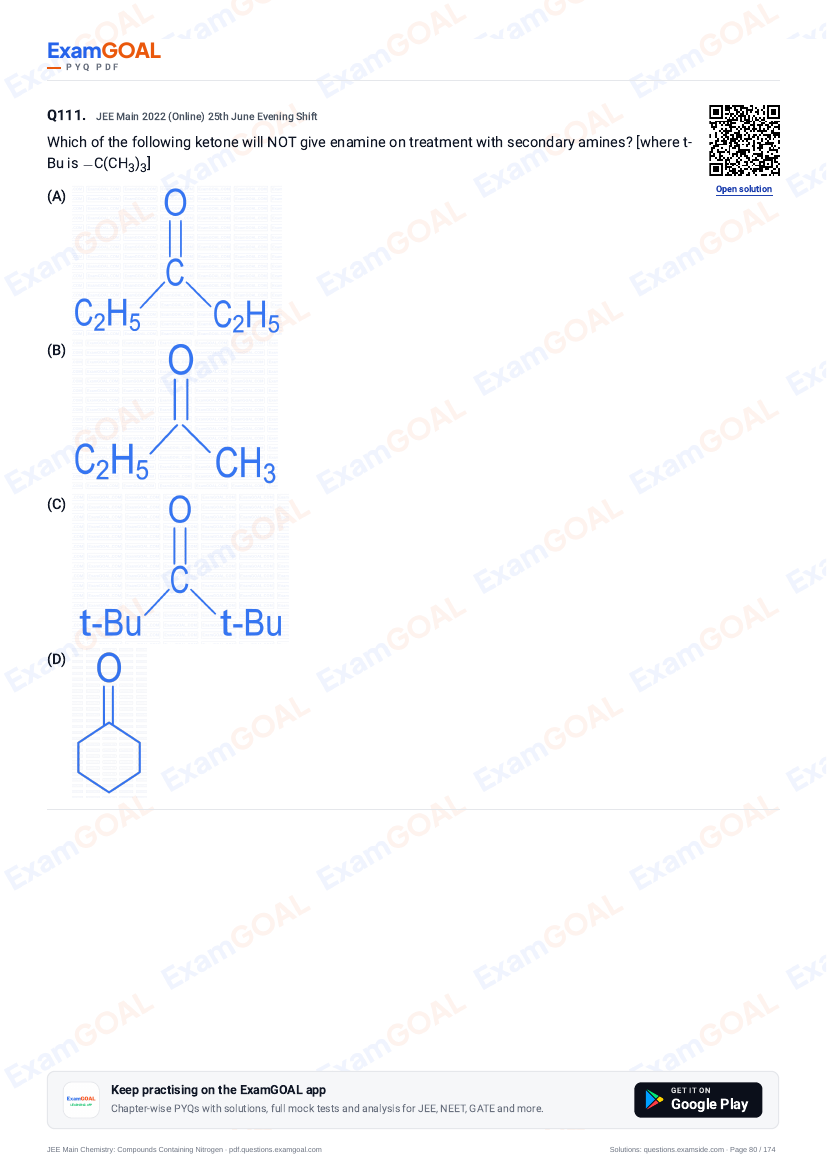 ExamGOAL
PYQ PDF
Q111. JEE Main 2022 (Online) 25th June Evening Shift
Which of the following ketone will NOT give enamine on treatment with secondary amines? [where t-
Bu is −C(CH₃)₃]
Open solution
(A)
O
C
C₂H₅ C₂H₅
(B)
O
C₂H₅ CH₃
(C)
O
C
t-Bu t-Bu
(D)
O
Keep practising on the ExamGOAL app
Chapter-wise PYQs with solutions, full mock tests and analysis for JEE, NEET, GATE and more.
GET IT ON
Google Play
JEE Main Chemistry: Compounds Containing Nitrogen · pdf.questions.examgoal.com
Solutions: questions.examside.com · Page 80 / 174